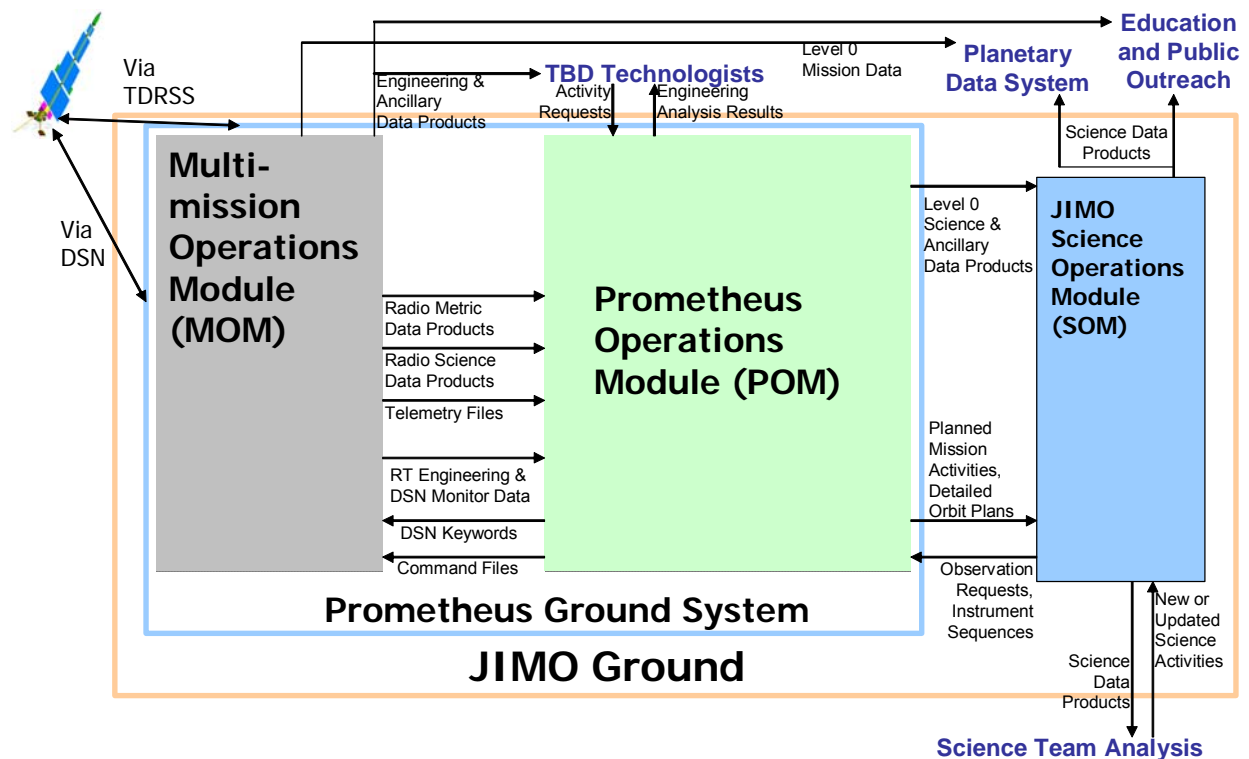 Education
and Public
Outreach
Planetary
Data System
Level 0
Mission Data
Via
TDRSS
TBD Technologists
Engineering &
Ancillary
Data Products
Activity
Requests
Engineering
Analysis Results
Science Data
Products
Multi-
mission
Operations
Module
(MOM)
Via
DSN
Prometheus
Operations
Module (POM)
Level 0
Science &
Ancillary
Data Products
JIMO
Science
Operations
Module
(SOM)
Radio Metric
Data Products
Radio Science
Data Products
Telemetry Files
RT Engineering &
DSN Monitor Data
DSN Keywords
Command Files
Planned
Mission
Activities,
Detailed
Orbit Plans
Observation
Requests,
Instrument
Sequences
Prometheus Ground System
JIMO Ground
Science
Data
Products
New or
Updated
Science
Activities
Science Team Analysis